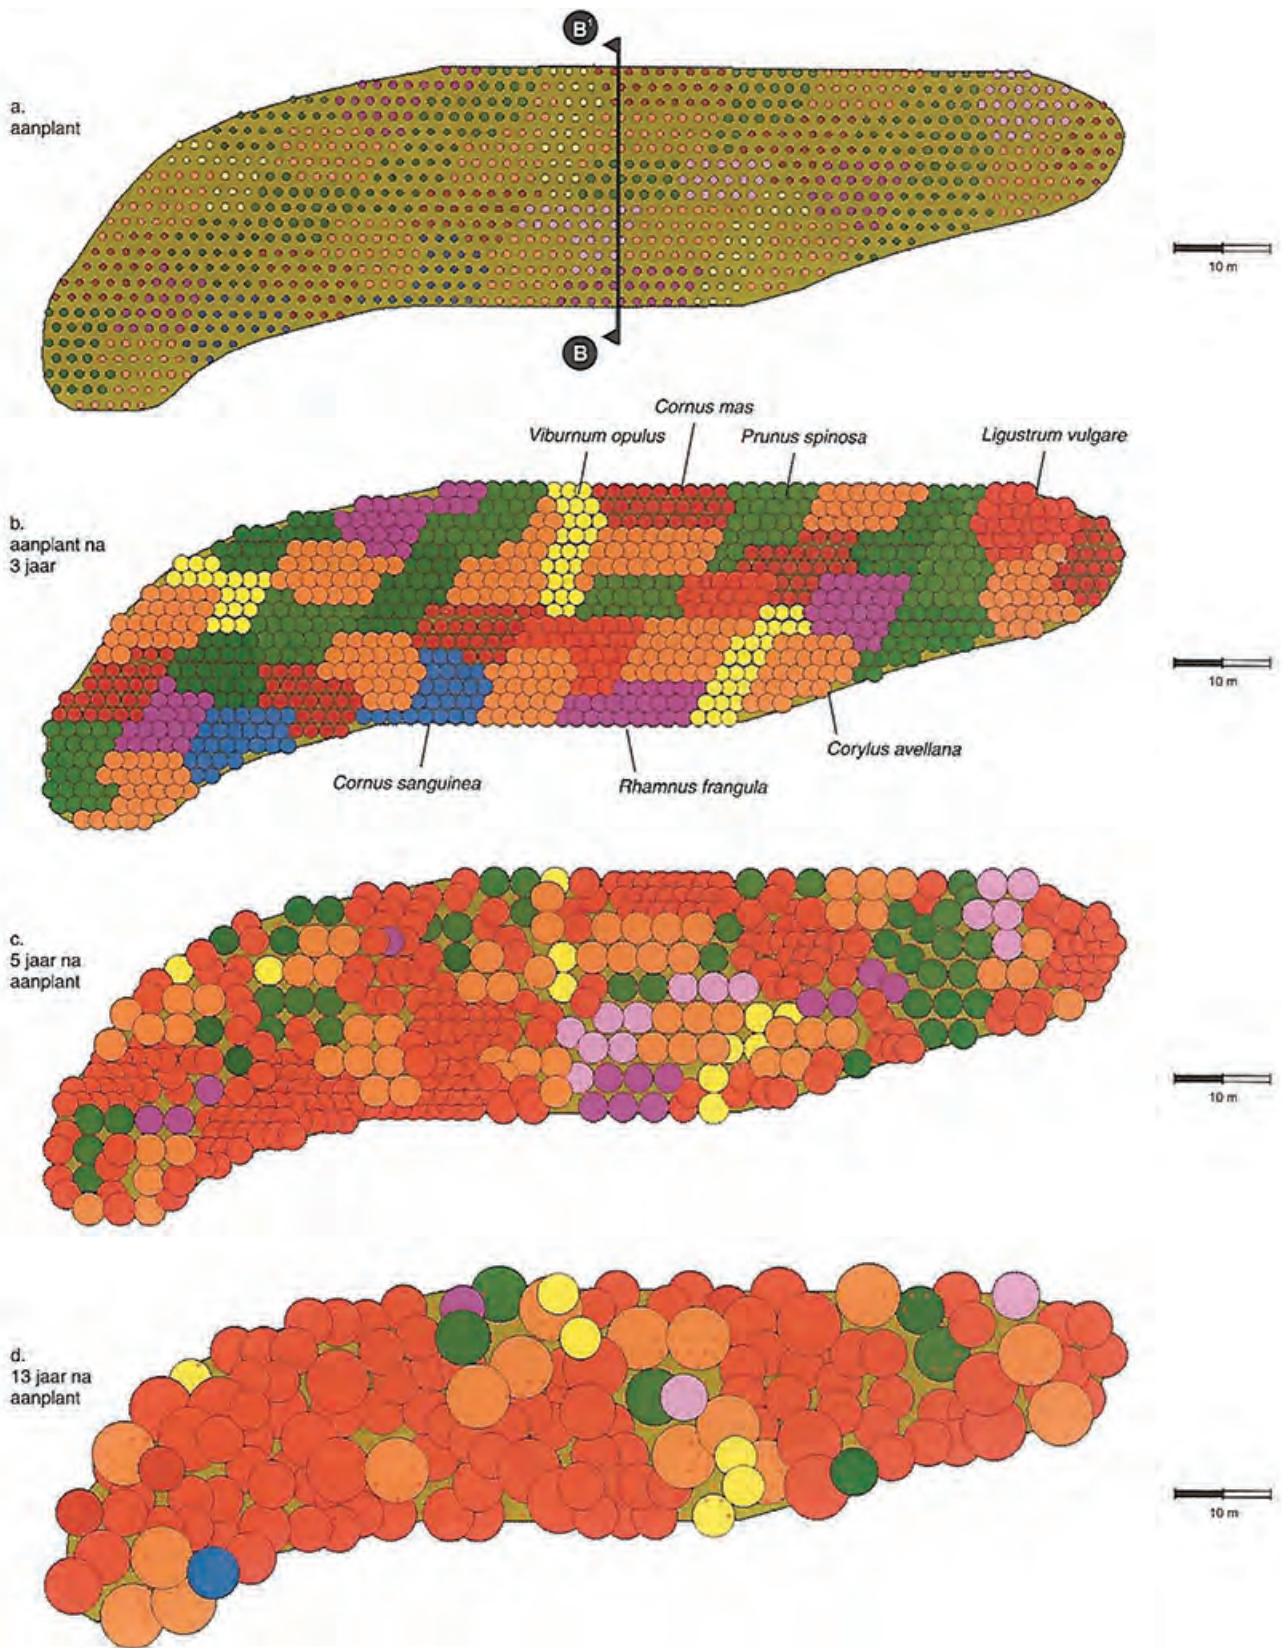 B¹
a.
aanplant
10 m
B
Cornus mas
Viburnum opulus
Prunus spinosa
Ligustrum vulgare
b.
aanplant na
3 jaar
10 m
Corylus avellana
Cornus sanguinea
Rhamnus frangula
c.
5 jaar na
aanplant
10 m
d.
13 jaar na
aanplant
10 m